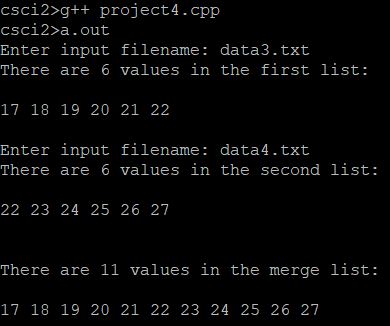 csci2>g++ project4.cpp
csci2>a.out
Enter input filename: data3.txt
There are 6 values in the first list:
17 18 19 20 21 22
Enter input filename: data4.txt
There are 6 values in the second list:
22 23 24 25 26 27
There are 11 values in the merge list:
17 18 19 20 21 22 23 24 25 26 27